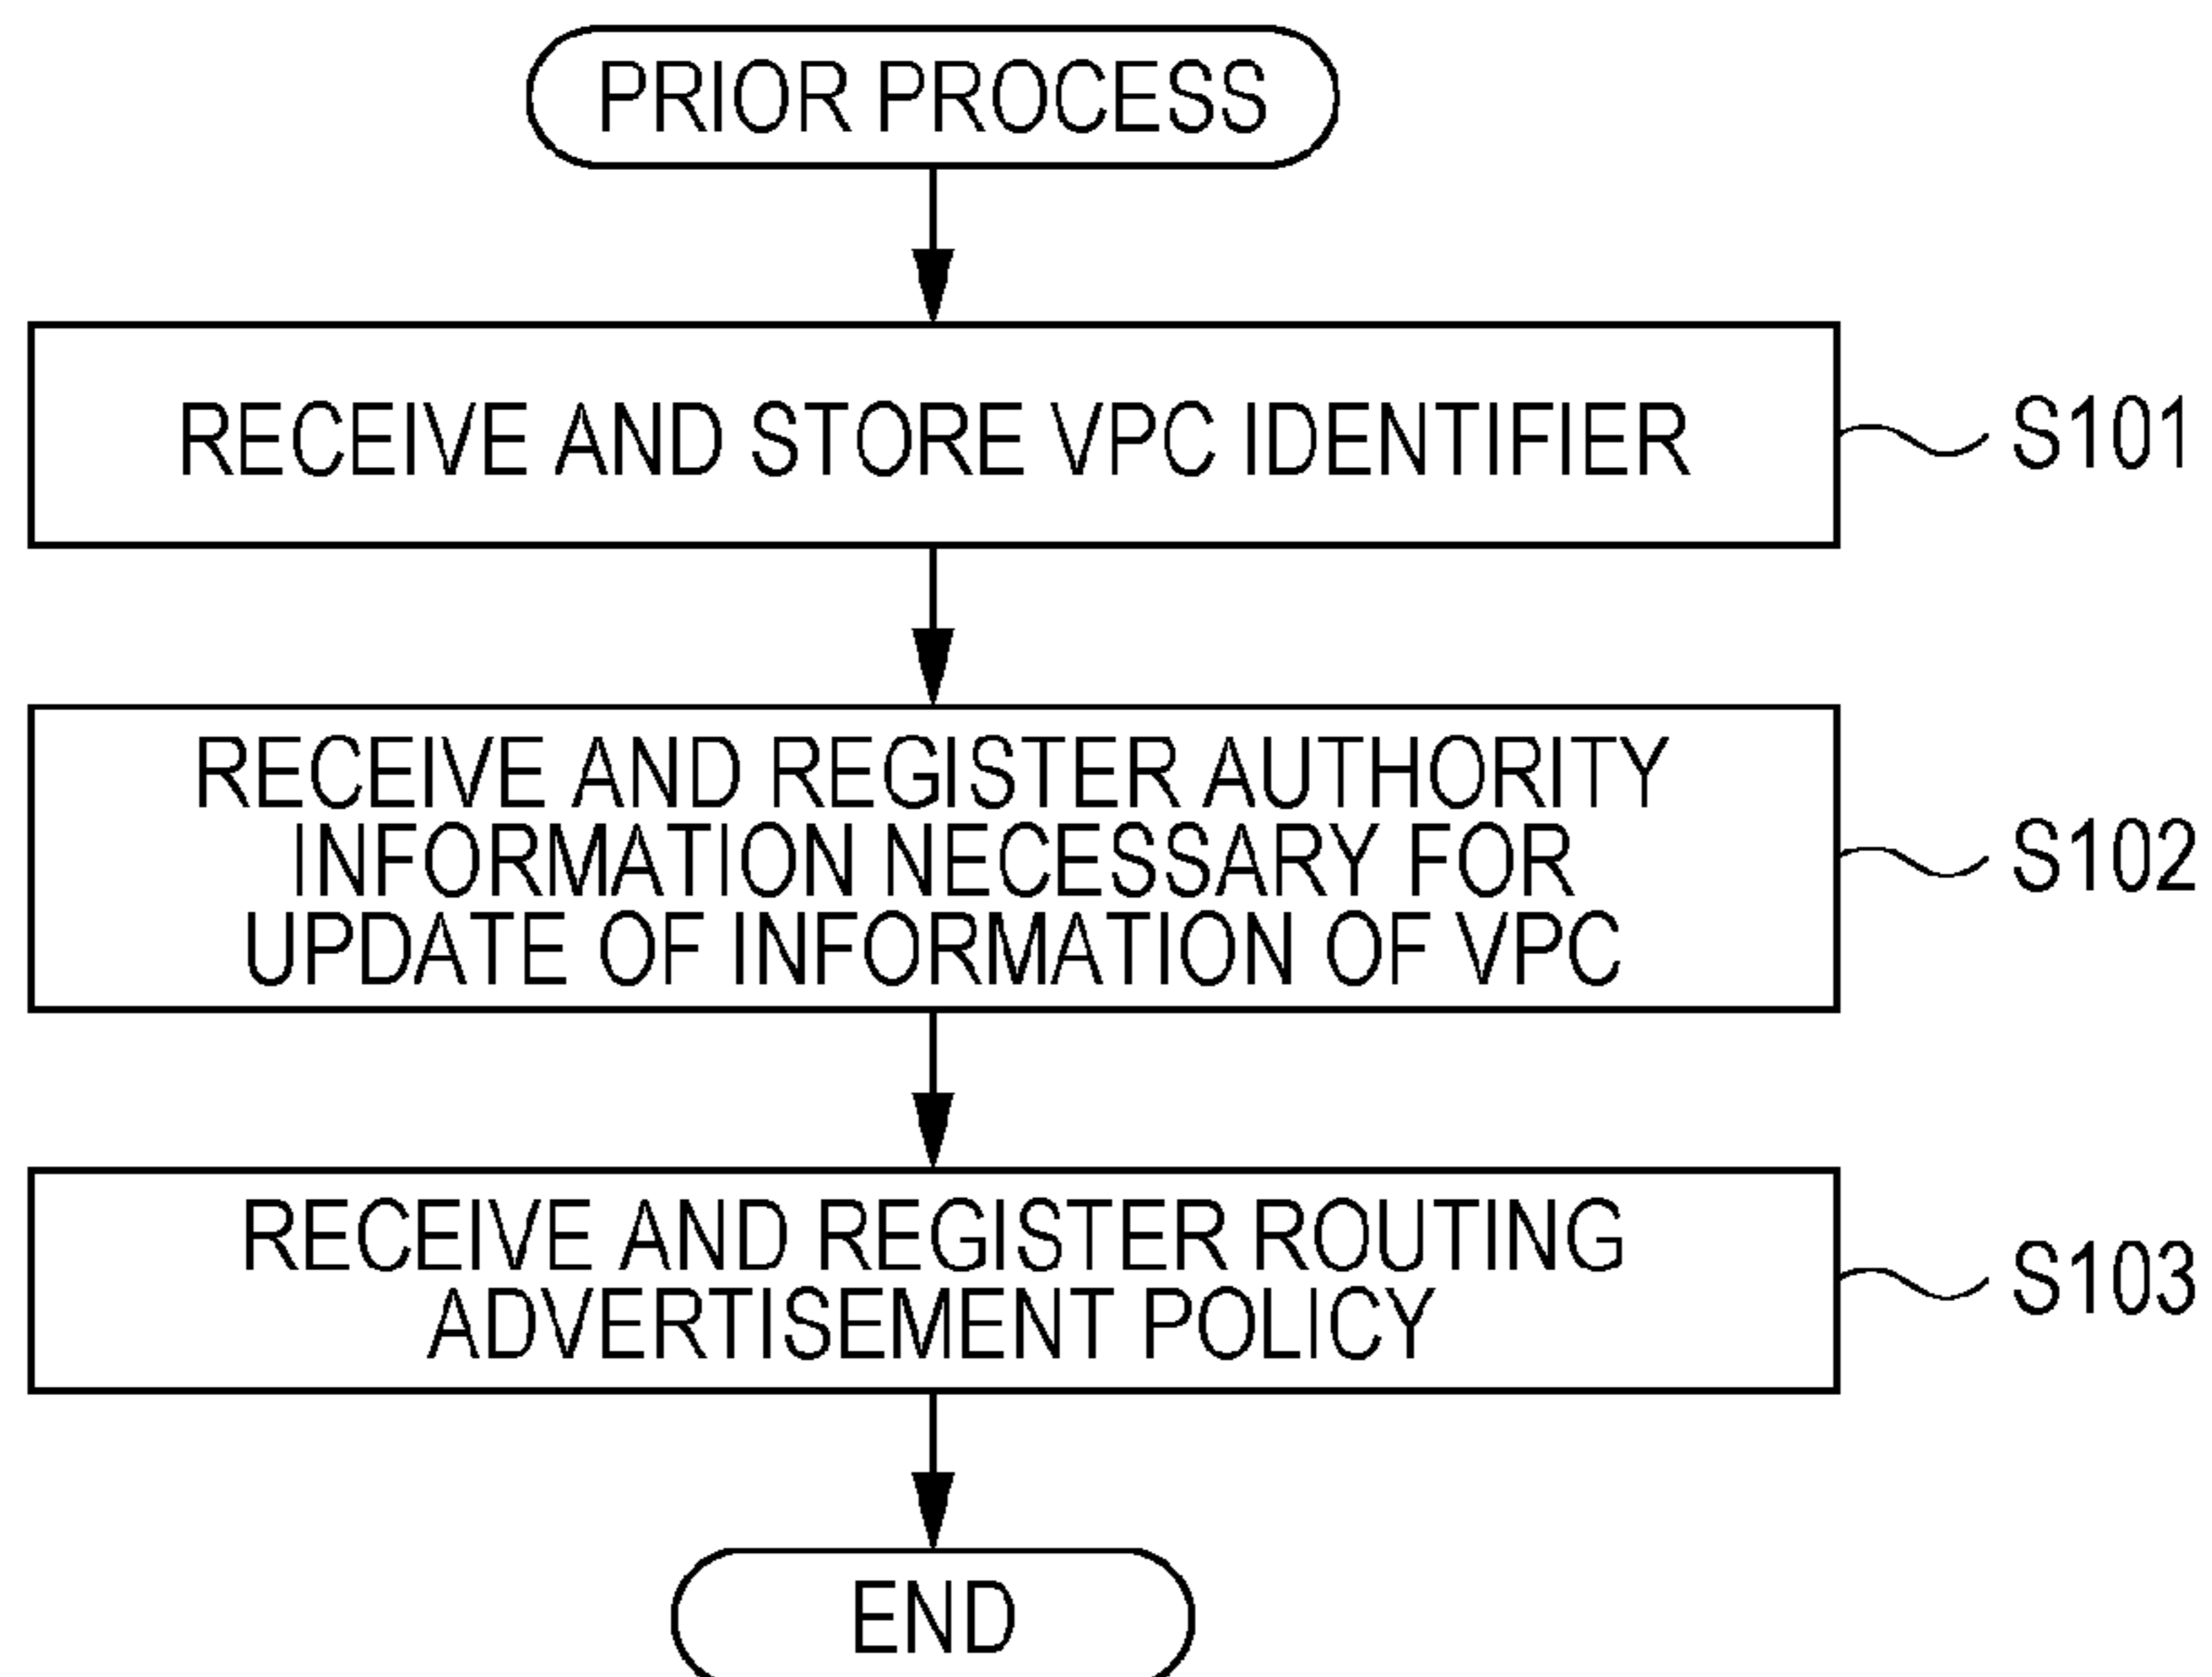 PRIOR PROCESS
RECEIVE AND STORE VPC IDENTIFIER
S101
RECEIVE AND REGISTER AUTHORITY
INFORMATION NECESSARY FOR
UPDATE OF INFORMATION OF VPC
S102
RECEIVE AND REGISTER ROUTING
ADVERTISEMENT POLICY
S103
END